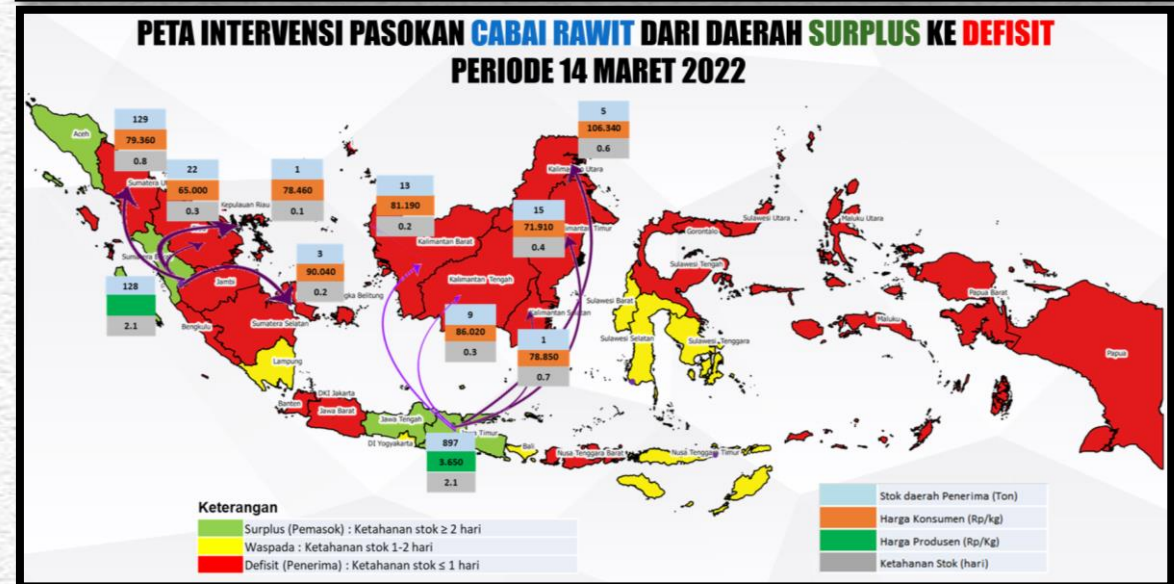 PETA INTERVENSI PASOKAN CABAI RAWIT DARI DAERAH SURPLUS KE DEFISIT
PERIODE 14 MARET 2022
129
79.360
0.8
22
65.000
0.3
1
78.460
0.1
13
81.190
0.2
5
106.340
0.6
15
71.910
0.4
3
90.040
0.2
128
2.1
9
86.020
0.3
1
78.850
0.7
897
3.650
2.1
Aceh
Sumatera
Kepulauan Riau
Sumatera
Jambi
Bengkulu
Sumatera Selatan
Belitung
Lampung
Banten
DKI Jakarta
Jawa Barat
Jawa Tengah
DI Yogyakarta
Bali
Nusa Tenggara Barat
Nusa Tenggara Timur
Kalimantan Barat
Kalimantan Tengah
Kalimantan Selatan
Timur
Utara
Sulawesi Utara
Gorontalo
Sulawesi Tengah
Sulawesi Barat
Sulawesi Selatan
Sulawesi Tenggara
Maluku Utara
Maluku
Papua Barat
Papua
Keterangan
Surplus (Pemasok) : Ketahanan stok ≥ 2 hari
Waspada : Ketahanan stok 1-2 hari
Defisit (Penerima) : Ketahanan stok ≤ 1 hari
Stok daerah Penerima (Ton)
Harga Konsumen (Rp/kg)
Harga Produsen (Rp/Kg)
Ketahanan Stok (hari)